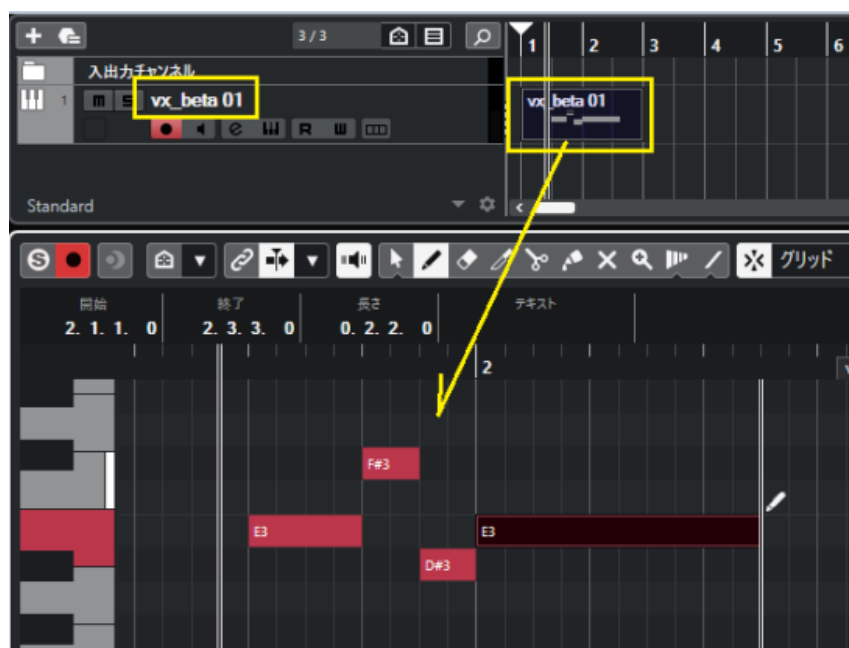 3 / 3
1 2 3 4 5 6
入出力チャンネル
1 m S vx_beta 01
vx_beta 01
e R W
Standard
S グリッド
開始 終了 長さ テキスト
2. 1. 1. 0 2. 3. 3. 0 0. 2. 2. 0
2
F#3
E3 E3
D#3